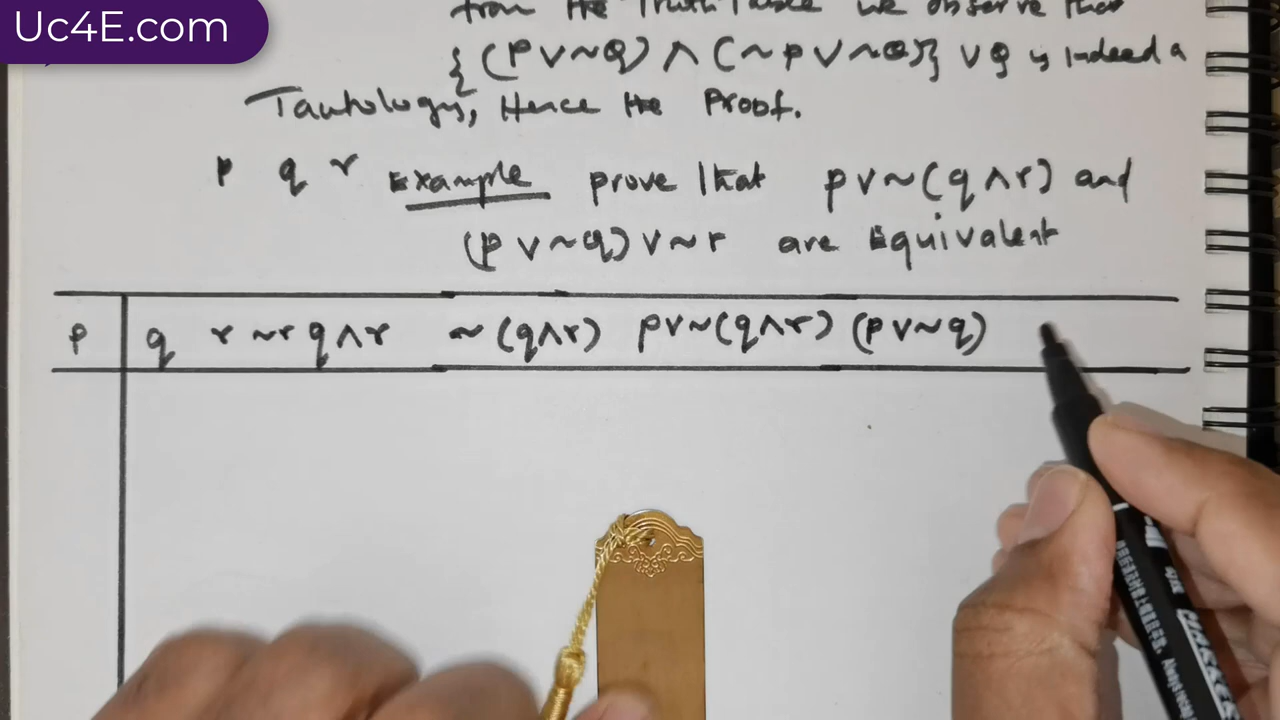 Uc4E.com
from the Truth Table we observe that
{(p ∨ ~q) ∧ (~p ∨ ~q)} ∨ q is indeed a
Tautology, Hence the Proof.
p q r Example prove that p ∨ ~(q ∧ r) and
(p ∨ ~q) ∨ ~r are Equivalent
p q r ~r q ∧ r ~(q ∧ r) p ∨ ~(q ∧ r) (p ∨ ~q)